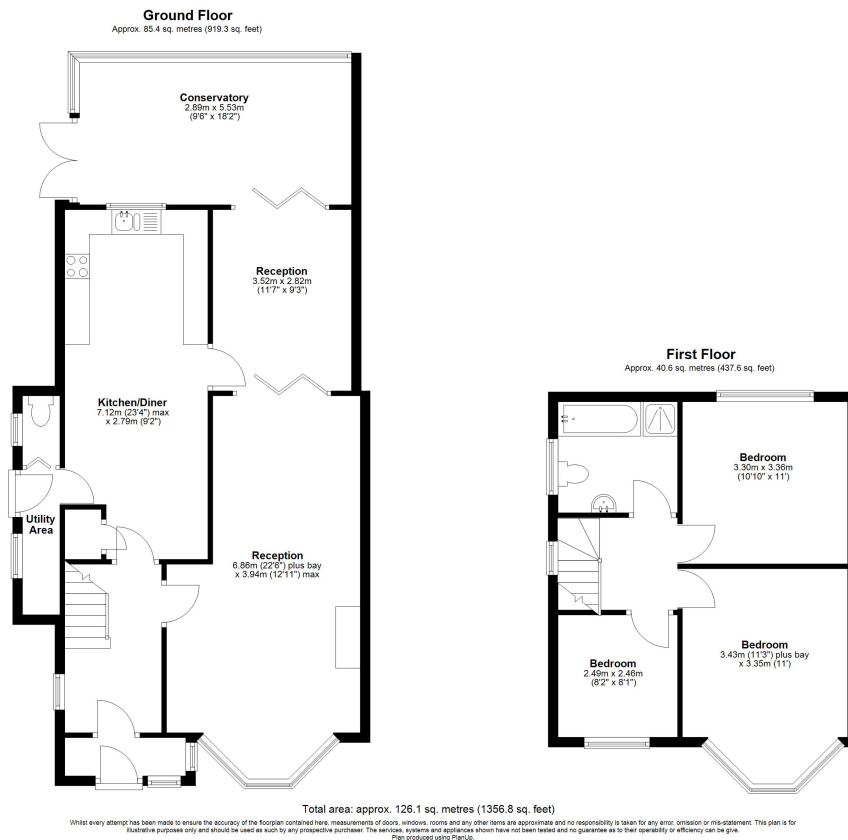 Ground Floor
Approx. 85.4 sq. metres (919.3 sq. feet)
Conservatory
2.89m x 5.53m
(9'6" x 18'2")
Reception
3.52m x 2.82m
(11'7" x 9'3")
Kitchen/Diner
7.12m (23'4") max
x 2.79m (9'2")
Utility
Area
Reception
6.86m (22'6") plus bay
x 3.94m (12'11") max
First Floor
Approx. 40.6 sq. metres (437.6 sq. feet)
Bedroom
3.30m x 3.36m
(10'10" x 11')
Bedroom
3.43m (11'3") plus bay
x 3.35m (11')
Bedroom
2.49m x 2.46m
(8'2" x 8'1")
Total area: approx. 126.1 sq. metres (1356.8 sq. feet)
Whilst every attempt has been made to ensure the accuracy of the floorplan contained here, measurements of doors, windows, rooms and any other items are approximate and no responsibility is taken for any error, omission or mis-statement. This plan is for
illustrative purposes only and should be used as such by any prospective purchaser. The services, systems and appliances shown have not been tested and no guarantee as to their operability or efficiency can be give.
Plan produced using PlanUp.